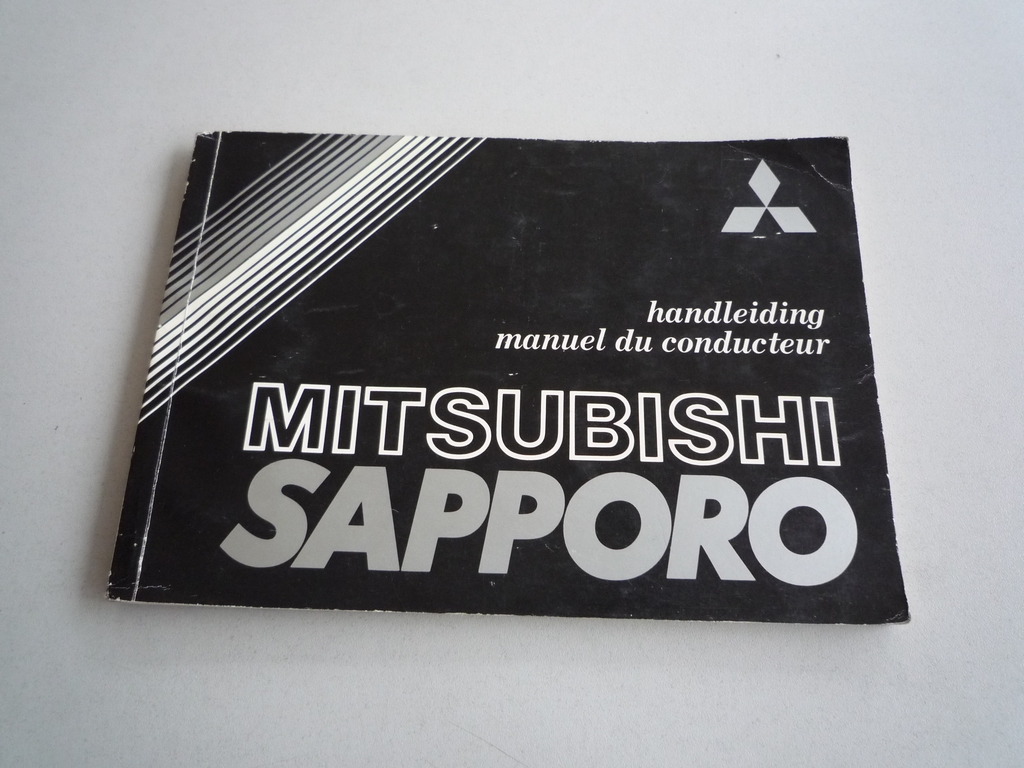 handleiding
manuel du conducteur
MITSUBISHI
SAPPORO